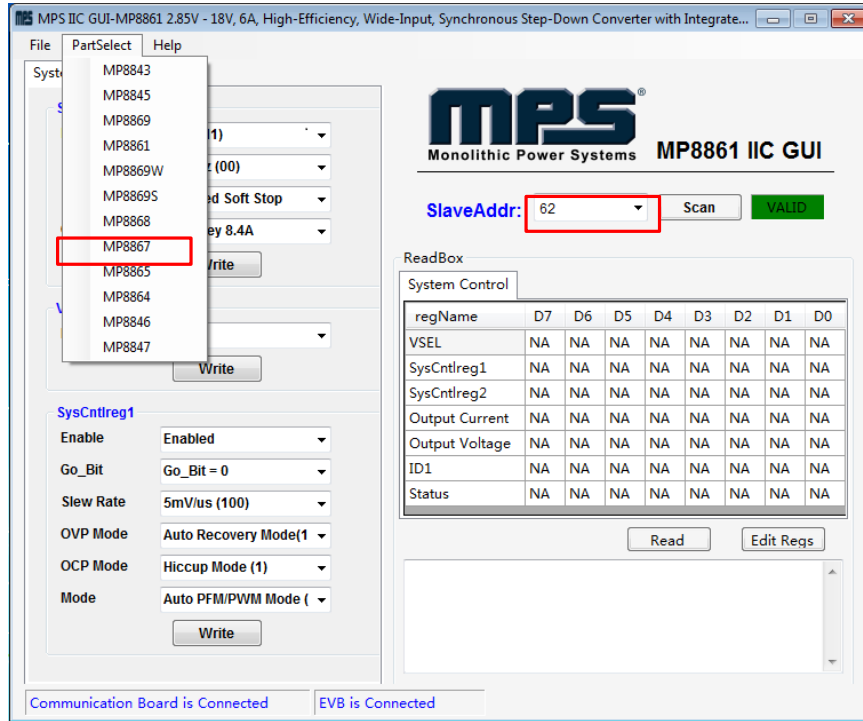 MPS IIC GUI-MP8861 2.85V - 18V, 6A, High-Efficiency, Wide-Input, Synchronous Step-Down Converter with Integrate...
File PartSelect Help
Syst
MP8843
MP8845
MP8869
MP8861
MP8869W
MP8869S
MP8868
MP8867
MP8865
MP8864
MP8846
MP8847
S
1)
z (00)
ed Soft Stop
ey 8.4A
Write
V
Write
SysCntlreg1
Enable Enabled
Go_Bit Go_Bit = 0
Slew Rate 5mV/us (100)
OVP Mode Auto Recovery Mode(1
OCP Mode Hiccup Mode (1)
Mode Auto PFM/PWM Mode (
Write
mps®
Monolithic Power Systems MP8861 IIC GUI
SlaveAddr: 62 Scan VALID
ReadBox
System Control
regName D7 D6 D5 D4 D3 D2 D1 D0
VSEL NA NA NA NA NA NA NA NA
SysCntlreg1 NA NA NA NA NA NA NA NA
SysCntlreg2 NA NA NA NA NA NA NA NA
Output Current NA NA NA NA NA NA NA NA
Output Voltage NA NA NA NA NA NA NA NA
ID1 NA NA NA NA NA NA NA NA
Status NA NA NA NA NA NA NA NA
Read Edit Regs
Communication Board is Connected EVB is Connected